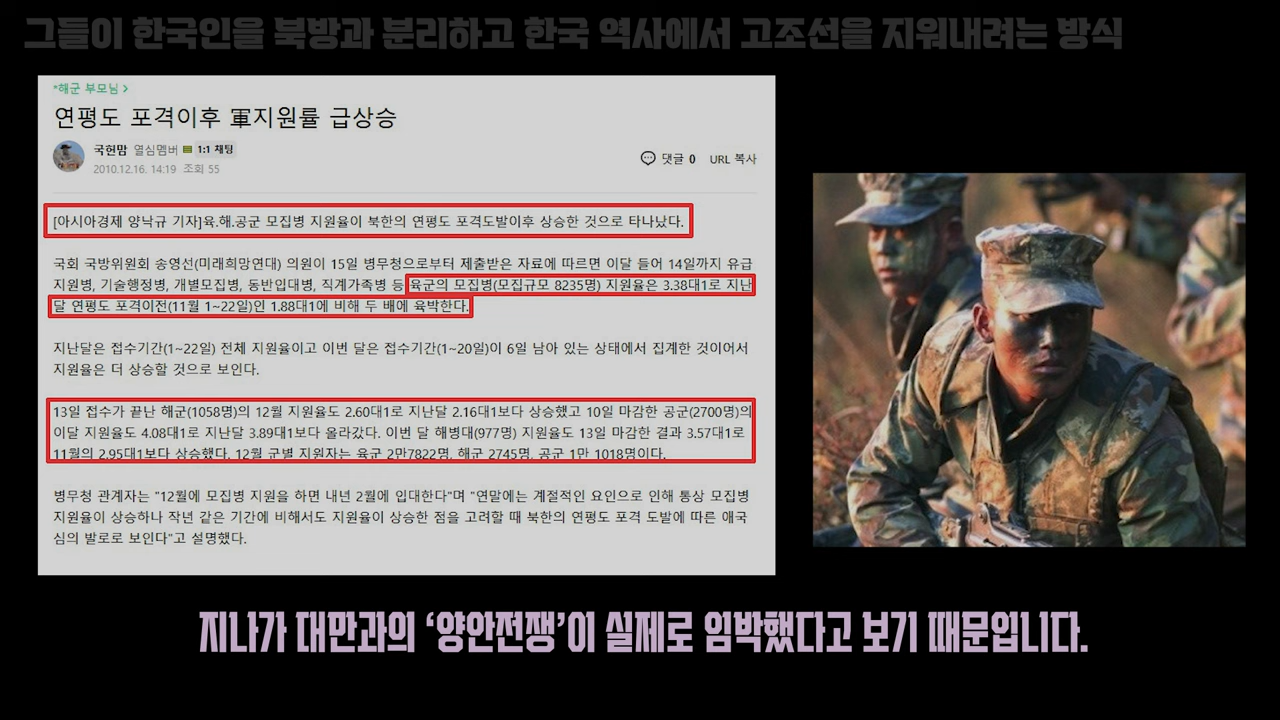 그들이 한국인을 북방과 분리하고 한국 역사에서 고조선을 지워내려는 방식
*해군 부모님 >
연평도 포격이후 軍지원률 급상승
국헌맘 열심멤버 1:1 채팅
2010.12.16. 14:19 조회 55
댓글 0 URL 복사
[아시아경제 양낙규 기자]육.해.공군 모집병 지원율이 북한의 연평도 포격도발이후 상승한 것으로 타나났다.
국회 국방위원회 송영선(미래희망연대) 의원이 15일 병무청으로부터 제출받은 자료에 따르면 이달 들어 14일까지 유급
지원병, 기술행정병, 개별모집병, 동반입대병, 직계가족병 등 육군의 모집병(모집규모 8235명) 지원율은 3.38대1로 지난
달 연평도 포격이전(11월 1~22일)인 1.88대1에 비해 두 배에 육박한다.
지난달은 접수기간(1~22일) 전체 지원율이고 이번 달은 접수기간(1~20일)이 6일 남아 있는 상태에서 집계한 것이어서
지원율은 더 상승할 것으로 보인다.
13일 접수가 끝난 해군(1058명)의 12월 지원율도 2.60대1로 지난달 2.16대1보다 상승했고 10일 마감한 공군(2700명)의
이달 지원율도 4.08대1로 지난달 3.89대1보다 올라갔다. 이번 달 해병대(977명) 지원율도 13일 마감한 결과 3.57대1로
11월의 2.95대1보다 상승했다. 12월 군별 지원자는 육군 2만7822명, 해군 2745명, 공군 1만 1018명이다.
병무청 관계자는 "12월에 모집병 지원을 하면 내년 2월에 입대한다"며 "연말에는 계절적인 요인으로 인해 통상 모집병
지원율이 상승하나 작년 같은 기간에 비해서도 지원율이 상승한 점을 고려할 때 북한의 연평도 포격 도발에 따른 애국
심의 발로로 보인다"고 설명했다.
지나가 대만과의 ‘양안전쟁’이 실제로 임박했다고 보기 때문입니다.